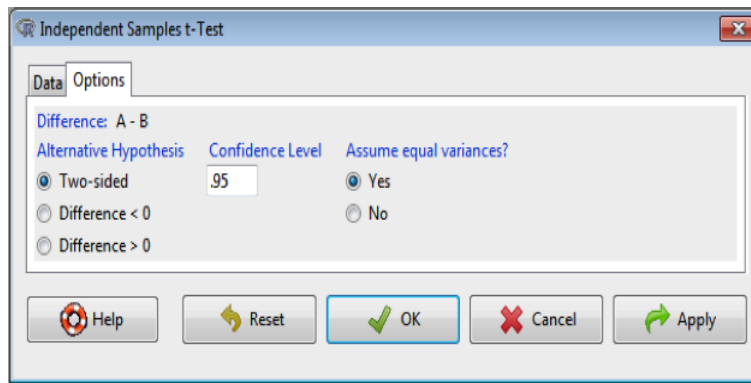 Independent Samples t-Test
Data Options
Difference: A - B
Alternative Hypothesis Confidence Level Assume equal variances?
Two-sided .95 Yes
Difference < 0 No
Difference > 0
Help Reset OK Cancel Apply